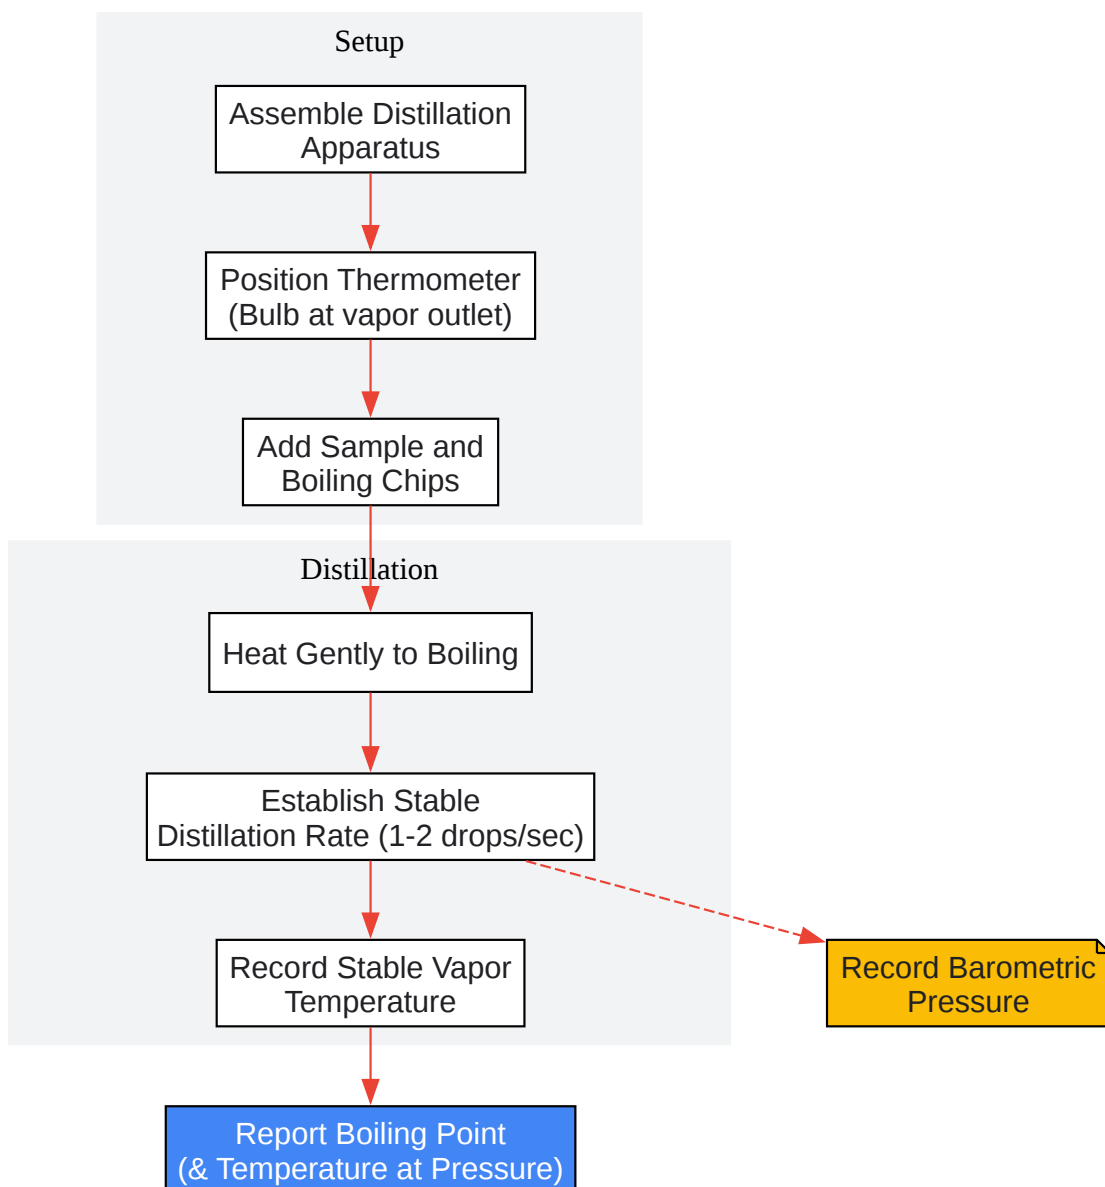 Setup
Assemble Distillation
Apparatus
Position Thermometer
(Bulb at vapor outlet)
Add Sample and
Boiling Chips
Distillation
Heat Gently to Boiling
Establish Stable
Distillation Rate (1-2 drops/sec)
Record Stable Vapor
Temperature
Record Barometric
Pressure
Report Boiling Point
(& Temperature at Pressure)